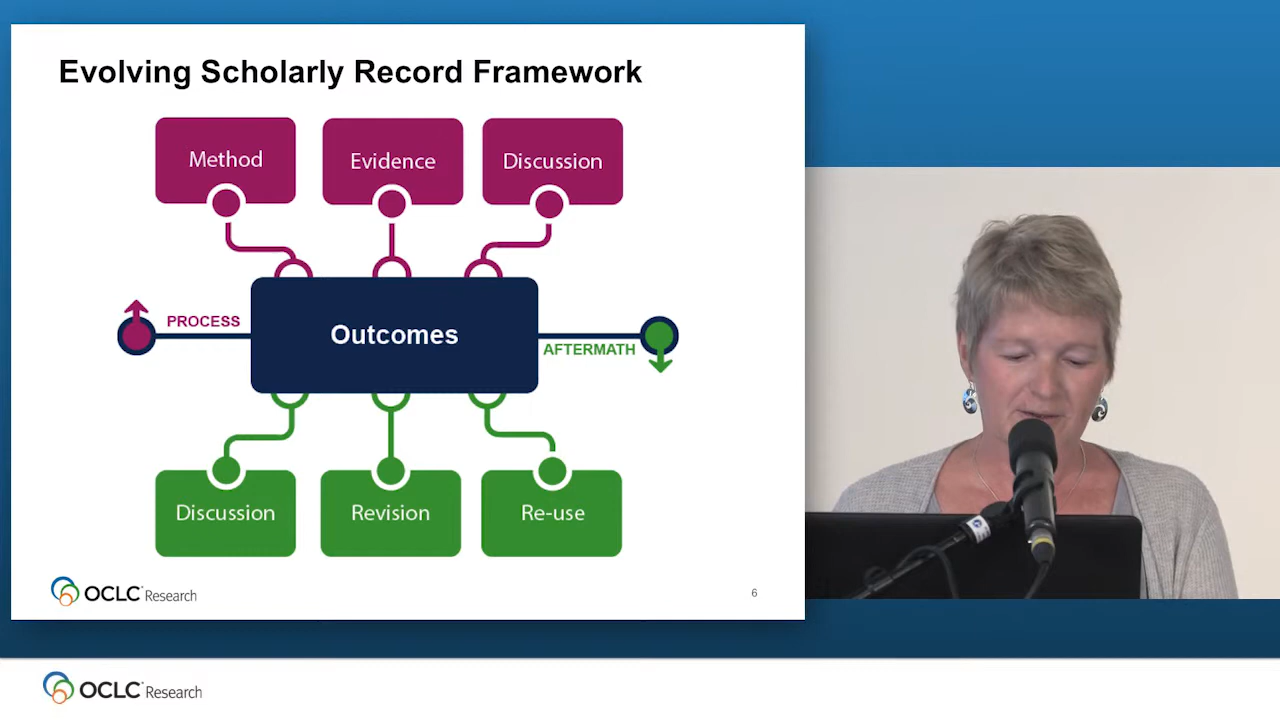 Evolving Scholarly Record Framework
Method
Evidence
Discussion
PROCESS
Outcomes
AFTERMATH
Discussion
Revision
Re-use
OCLC Research
6
OCLC Research